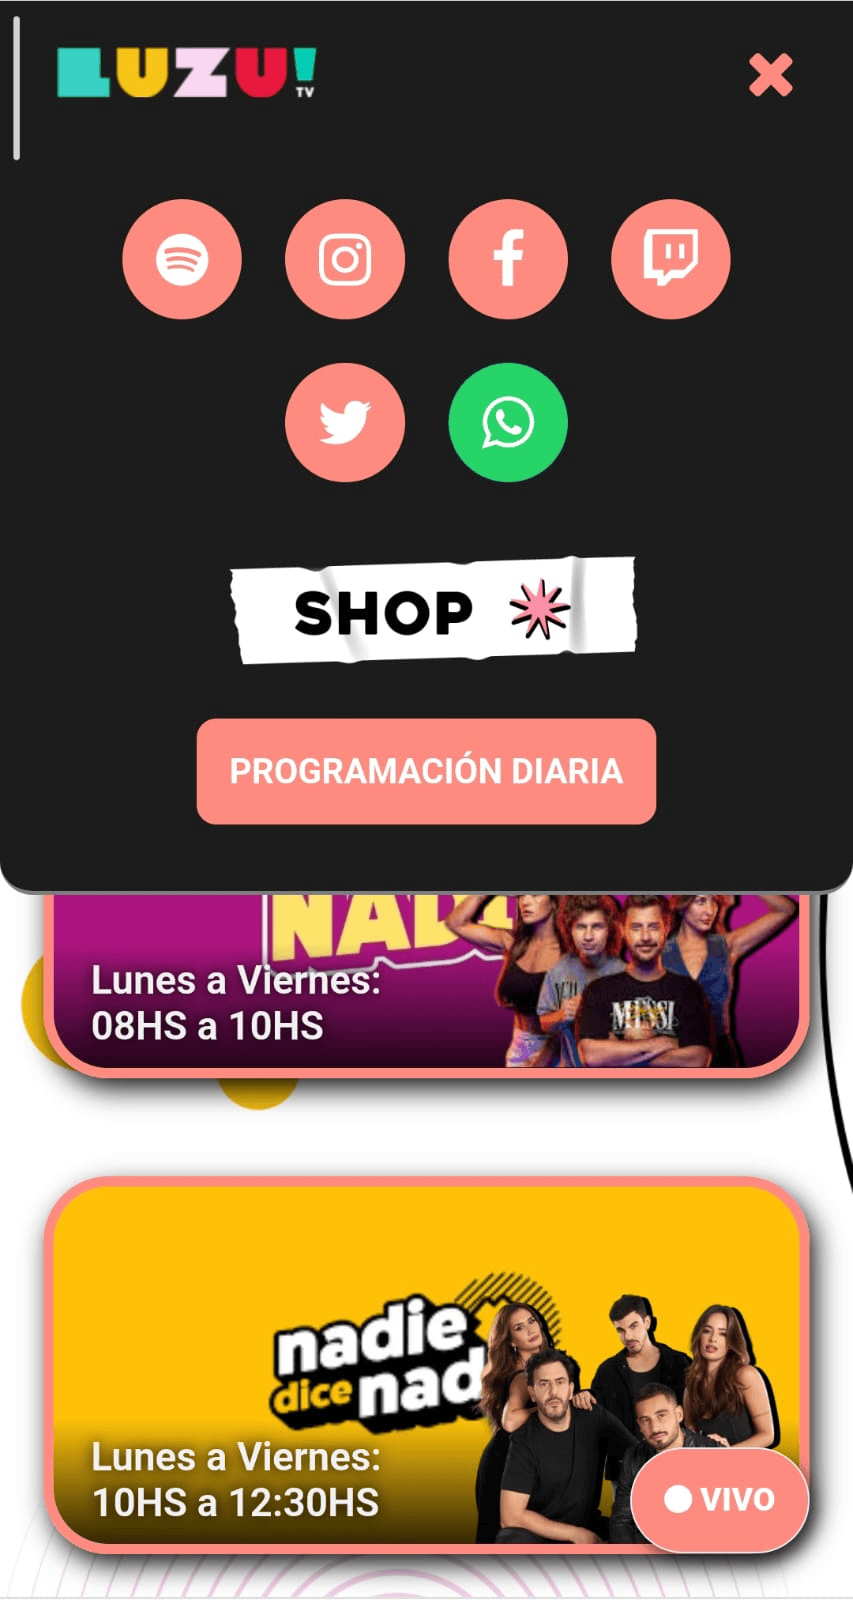 LUZU!
TV
SHOP
PROGRAMACIÓN DIARIA
Lunes a Viernes:
08HS a 10HS
MESSI
nadie
dice nad
Lunes a Viernes:
10HS a 12:30HS
VIVO